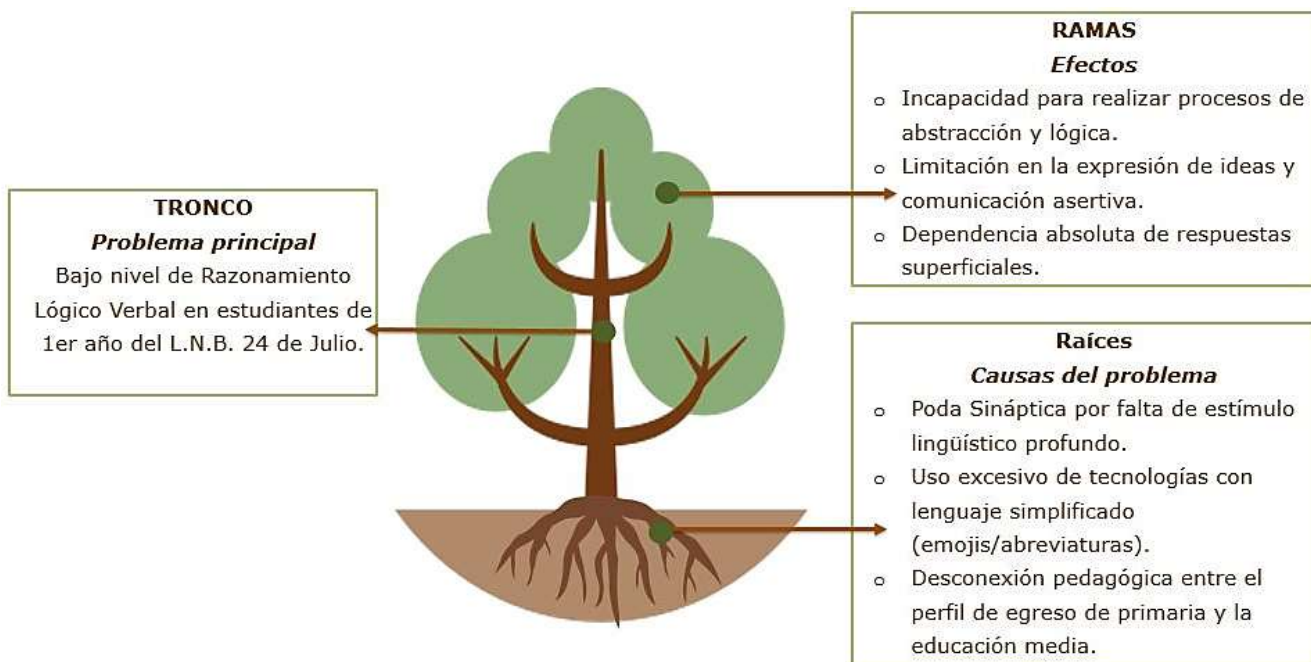 RAMAS
Efectos
o Incapacidad para realizar procesos de
abstracción y lógica.
o Limitación en la expresión de ideas y
comunicación asertiva.
o Dependencia absoluta de respuestas
superficiales.
TRONCO
Problema principal
Bajo nivel de Razonamiento
Lógico Verbal en estudiantes de
1er año del L.N.B. 24 de Julio.
Raíces
Causas del problema
o Poda Sináptica por falta de estímulo
lingüístico profundo.
o Uso excesivo de tecnologías con
lenguaje simplificado
(emojis/abreviaturas).
o Desconexión pedagógica entre el
perfil de egreso de primaria y la
educación media.